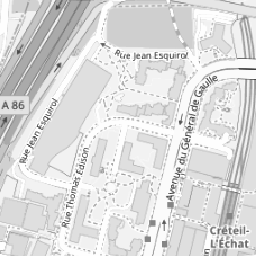 Rue Jean Esquirol
A 86
Rue Jean Esquirol
Rue Thomas Edison
Avenue du Général de Gaulle
Créteil-
L'Échat